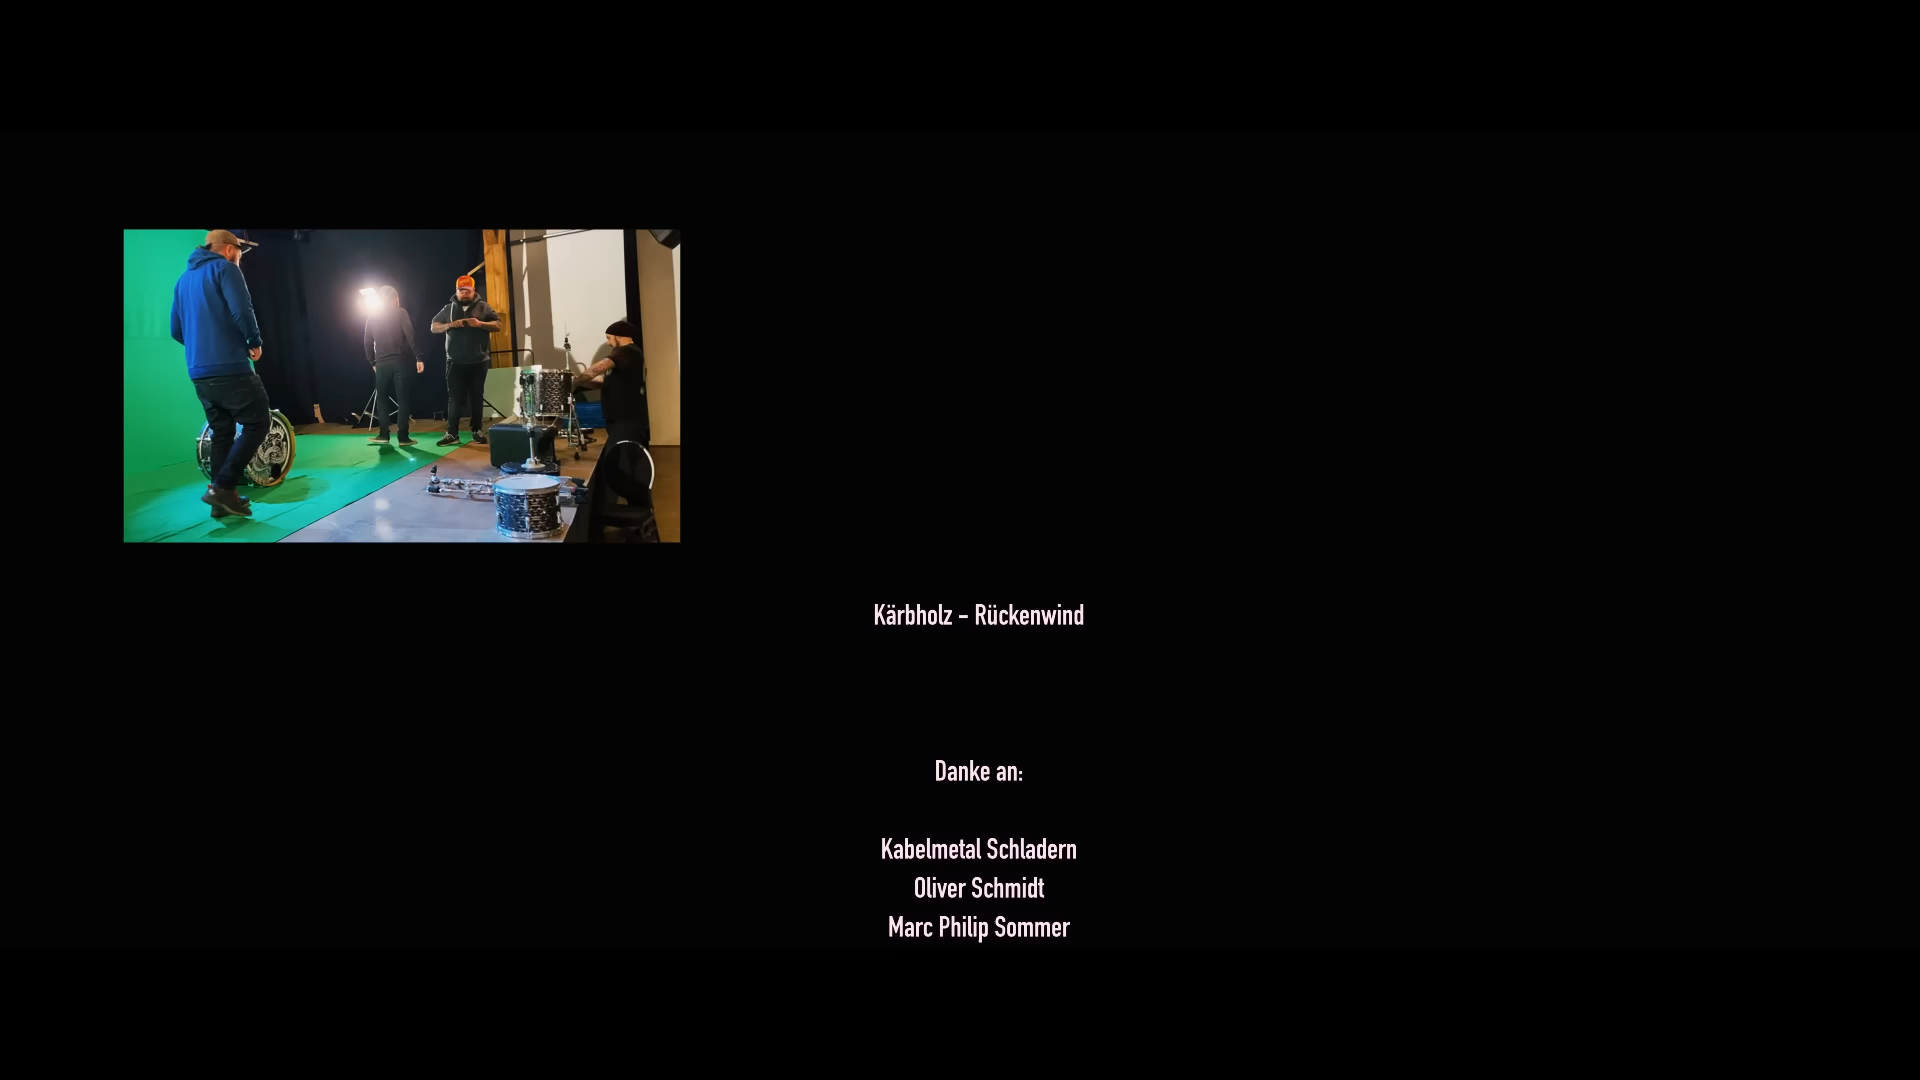 Kärbholz - Rückenwind
Danke an:
Kabelmetal Schladern
Oliver Schmidt
Marc Philip Sommer